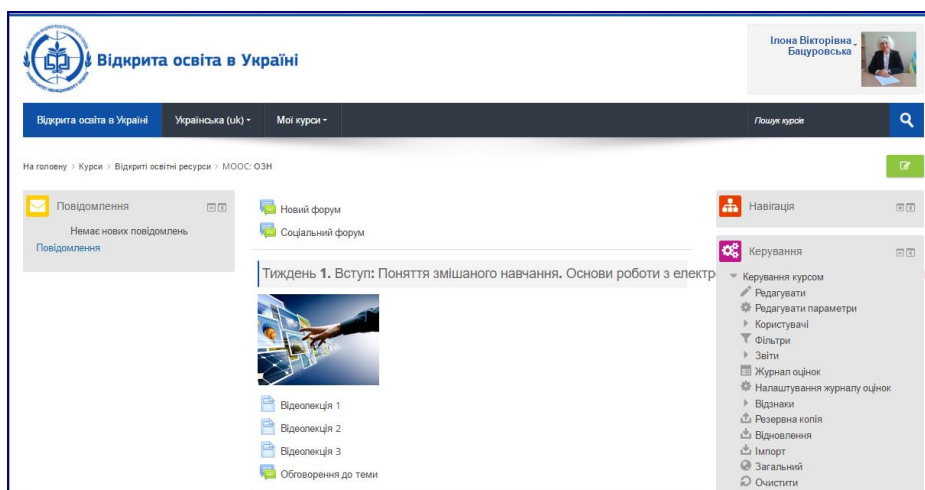 Відкрита освіта в Україні
Ілона Вікторівна
Бацуровська
Відкрита освіта в Україні
Українська (uk)
Мої курси
Пошук курсів
На головну > Курси > Відкриті освітні ресурси > МООС: ОЗН
Повідомлення
Немає нових повідомлень
Повідомлення
Новий форум
Соціальний форум
Тиждень 1. Вступ: Поняття змішаного навчання. Основи роботи з електр
Відеолекція 1
Відеолекція 2
Відеолекція 3
Обговорення до теми
Навігація
Керування
Керування курсом
Редагувати
Редагувати параметри
Користувачі
Фільтри
Звіти
Журнал оцінок
Налаштування журналу оцінок
Відзнаки
Резервна копія
Відновлення
Імпорт
Загальний
Очистити